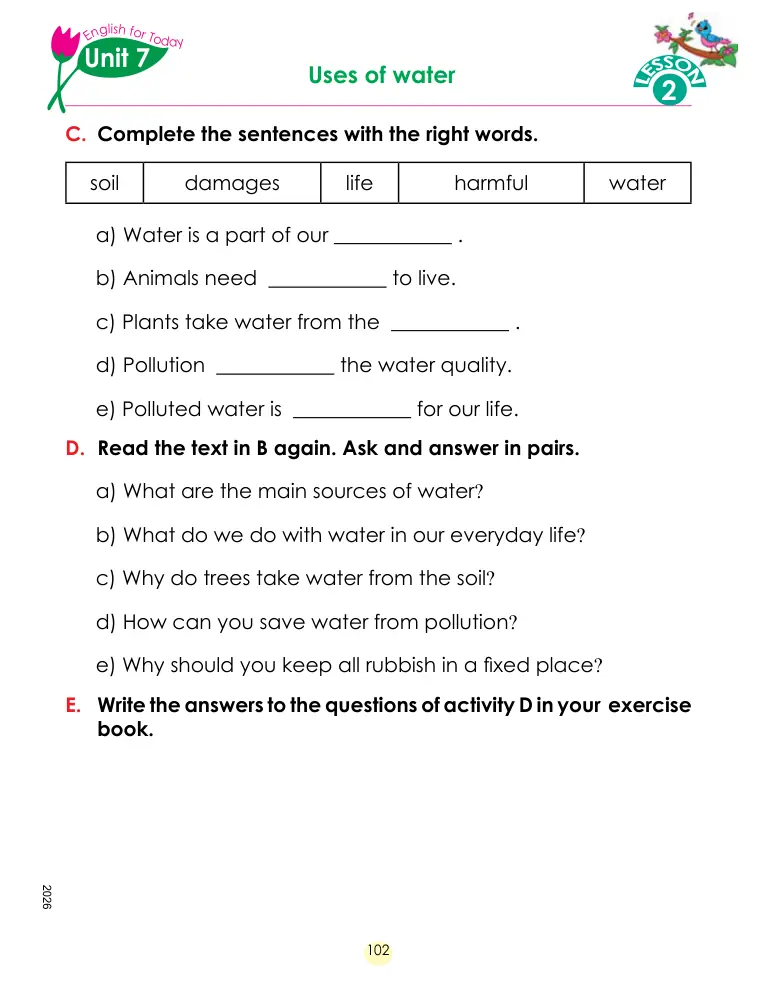 English for Today
Unit 7
Uses of water
LESSON
2
C. Complete the sentences with the right words.
soil damages life harmful water
a) Water is a part of our ___________ .
b) Animals need ___________ to live.
c) Plants take water from the ___________ .
d) Pollution ___________ the water quality.
e) Polluted water is ___________ for our life.
D. Read the text in B again. Ask and answer in pairs.
a) What are the main sources of water?
b) What do we do with water in our everyday life?
c) Why do trees take water from the soil?
d) How can you save water from pollution?
e) Why should you keep all rubbish in a fixed place?
E. Write the answers to the questions of activity D in your exercise
book.
2026
102